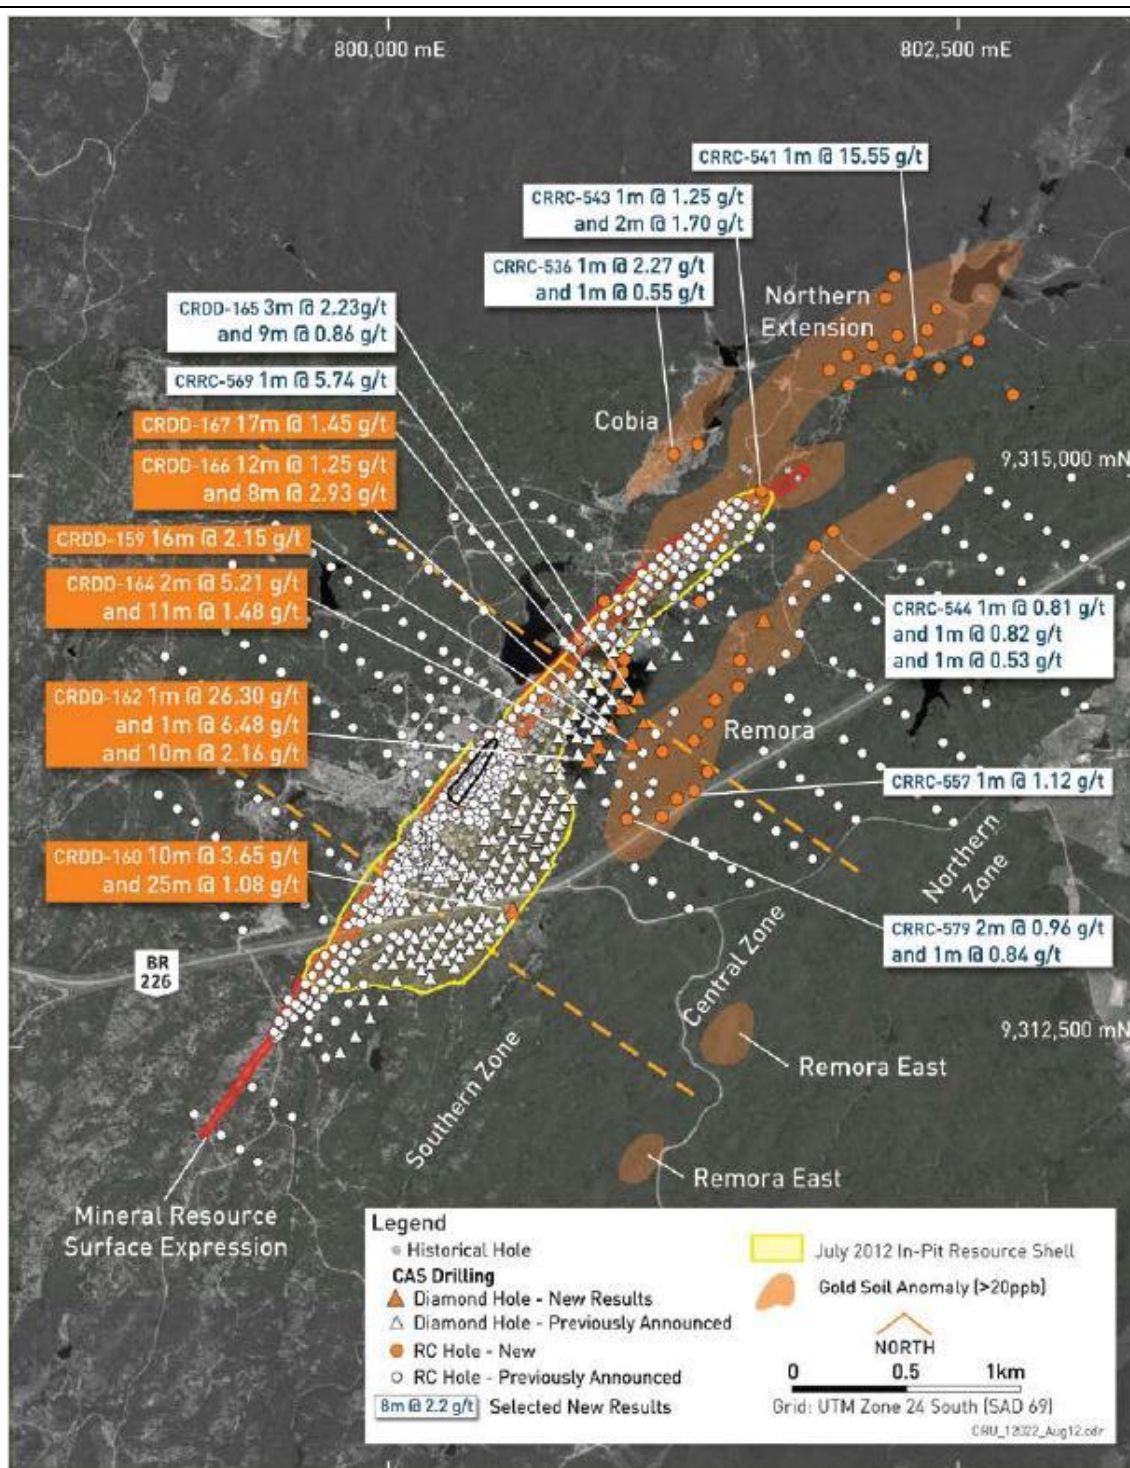 800,000 mE
802,500 mE
CRRC-541 1m @ 15.55 g/t
CRRC-543 1m @ 1.25 g/t
and 2m @ 1.70 g/t
CRRC-536 1m @ 2.27 g/t
and 1m @ 0.55 g/t
Northern
Extension
CRDD-165 3m @ 2.23g/t
and 9m @ 0.86 g/t
CRRC-569 1m @ 5.74 g/t
Cobia
CRDD-167 17m @ 1.45 g/t
CRDD-166 12m @ 1.25 g/t
and 8m @ 2.93 g/t
9,315,000 mN
CRDD-159 16m @ 2.15 g/t
CRDD-164 2m @ 5.21 g/t
and 11m @ 1.48 g/t
CRRC-544 1m @ 0.81 g/t
and 1m @ 0.82 g/t
and 1m @ 0.53 g/t
CRDD-162 1m @ 26.30 g/t
and 1m @ 6.48 g/t
and 10m @ 2.16 g/t
Remora
CRRC-557 1m @ 1.12 g/t
CRDD-160 10m @ 3.65 g/t
and 25m @ 1.08 g/t
Northern
Zone
CRRC-579 2m @ 0.96 g/t
and 1m @ 0.84 g/t
BR
226
Central Zone
9,312,500 mN
Southern Zone
Remora East
Remora East
Mineral Resource
Surface Expression
Legend
Historical Hole
CAS Drilling
Diamond Hole - New Results
Diamond Hole - Previously Announced
RC Hole - New
RC Hole - Previously Announced
8m @ 2.2 g/t Selected New Results
July 2012 In-Pit Resource Shell
Gold Soil Anomaly (>20ppb)
NORTH
0 0.5 1km
Grid: UTM Zone 24 South (SAD 69)
CRU_12022_Aug12.cdr